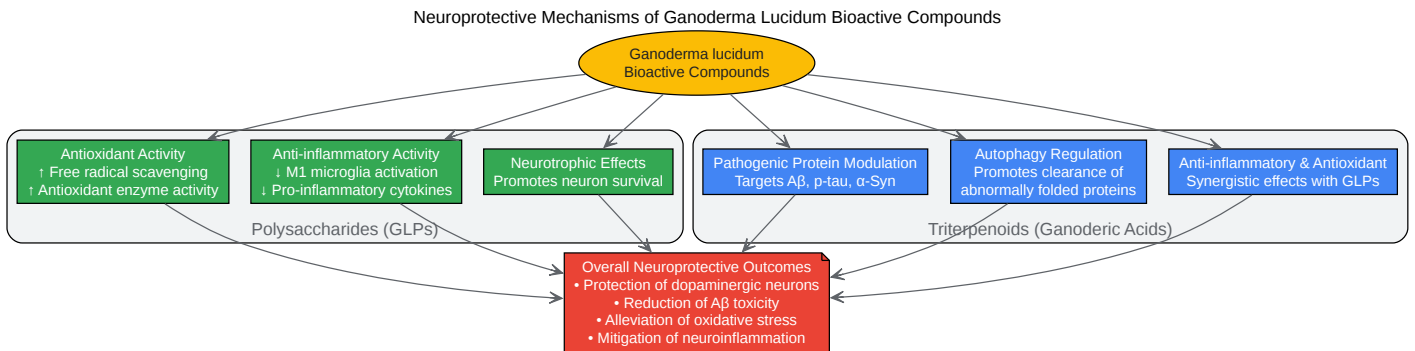 Neuroprotective Mechanisms of Ganoderma Lucidum Bioactive Compounds
Ganoderma lucidum
Bioactive Compounds
Antioxidant Activity
↑ Free radical scavenging
↑ Antioxidant enzyme activity
Anti-inflammatory Activity
↓ M1 microglia activation
↓ Pro-inflammatory cytokines
Neurotrophic Effects
Promotes neuron survival
Polysaccharides (GLPs)
Pathogenic Protein Modulation
Targets Aβ, p-tau, α-Syn
Autophagy Regulation
Promotes clearance of
abnormally folded proteins
Anti-inflammatory & Antioxidant
Synergistic effects with GLPs
Triterpenoids (Ganoderic Acids)
Overall Neuroprotective Outcomes
• Protection of dopaminergic neurons
• Reduction of Aβ toxicity
• Alleviation of oxidative stress
• Mitigation of neuroinflammation